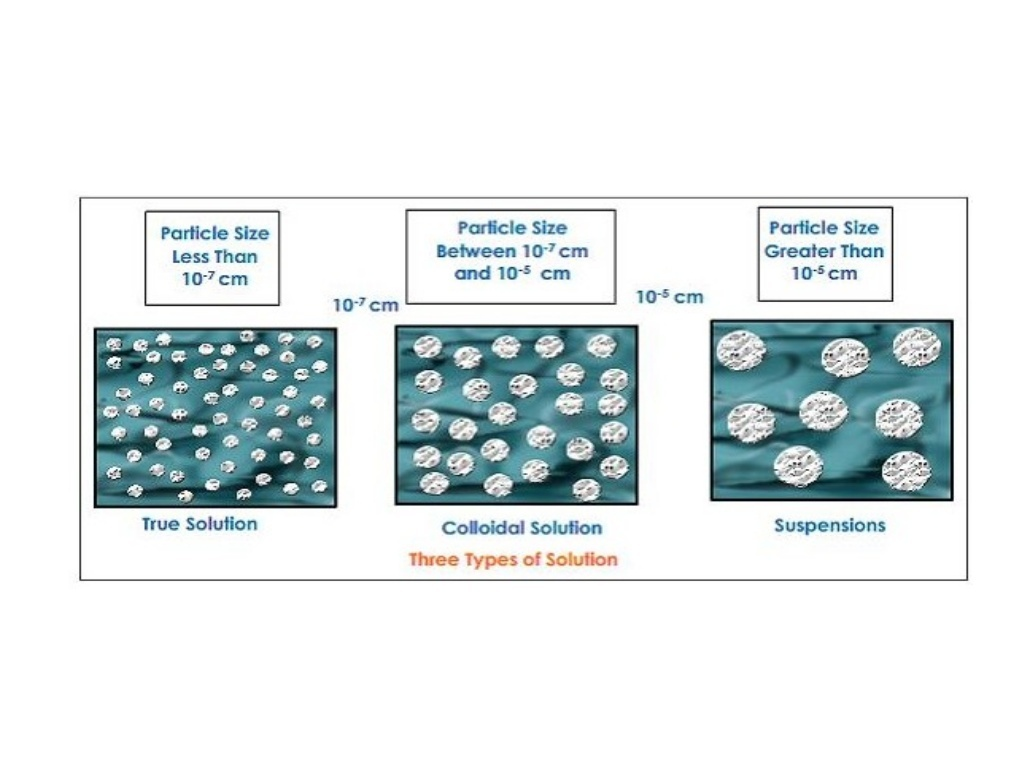 Particle Size
Less Than
10⁻⁷ cm
Particle Size
Between 10⁻⁷ cm
and 10⁻⁵ cm
Particle Size
Greater Than
10⁻⁵ cm
10⁻⁷ cm
10⁻⁵ cm
True Solution
Colloidal Solution
Suspensions
Three Types of Solution